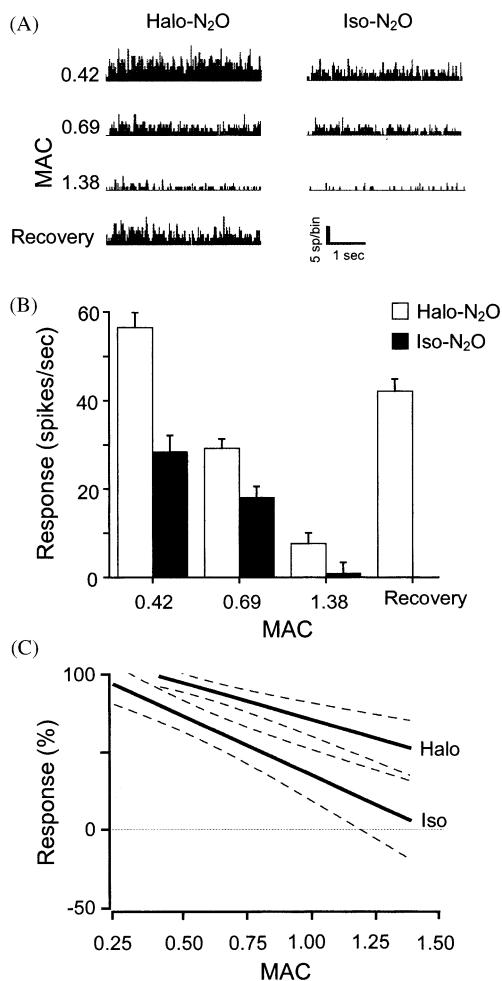 (A)
Halo-N₂O
Iso-N₂O
MAC
0.42
0.69
1.38
Recovery
5 sp/bin
1 sec
(B)
Response (spikes/sec)
60
40
20
0
Halo-N₂O
Iso-N₂O
0.42
0.69
1.38
Recovery
MAC
(C)
Response (%)
100
0
-50
Halo
Iso
0.25
0.50
0.75
1.00
1.25
1.50
MAC